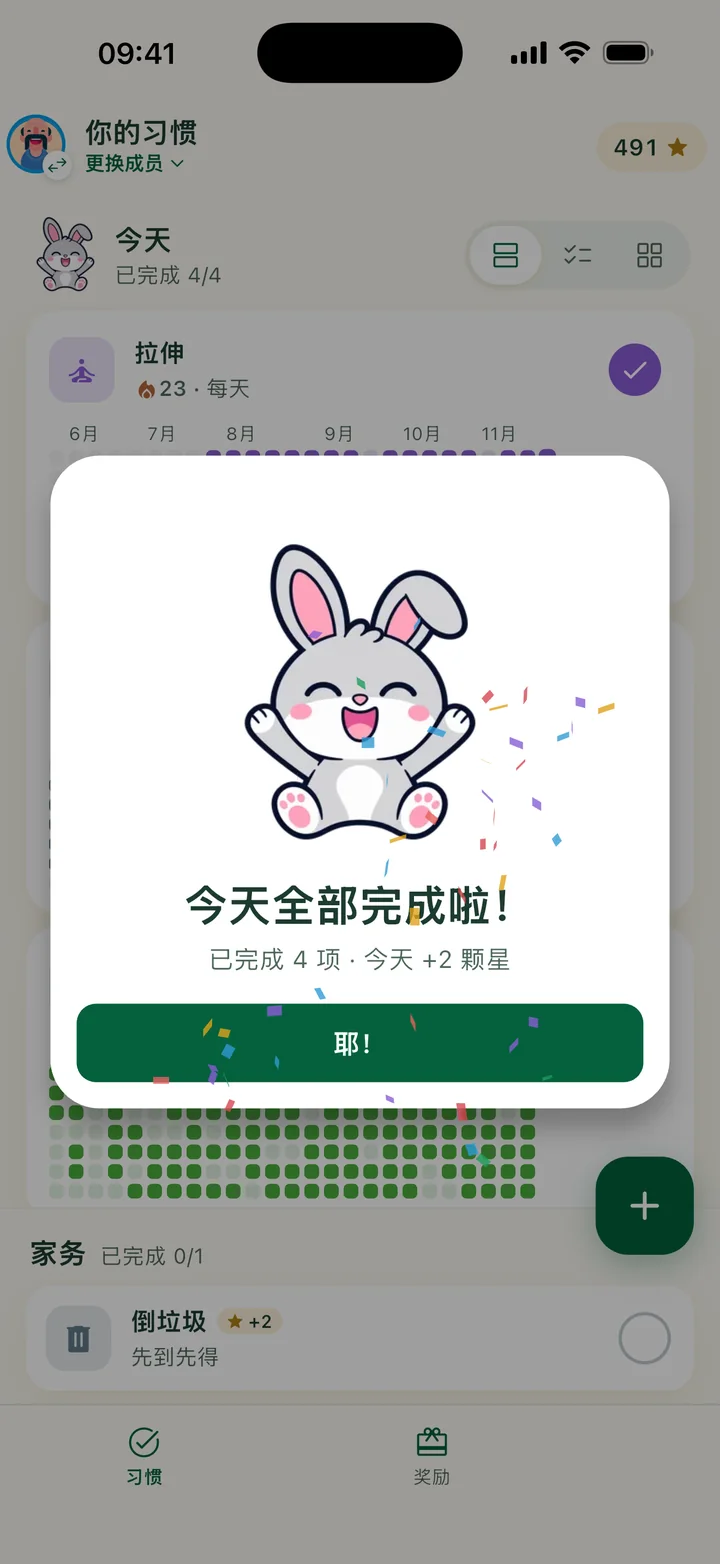 09:41
你的习惯
更换成员
491
今天
已完成 4/4
拉伸
23 · 每天
6月 7月 8月 9月 10月 11月
今天全部完成啦！
已完成 4 项 · 今天 +2 颗星
耶！
家务 已完成 0/1
倒垃圾 +2
先到先得
习惯 奖励